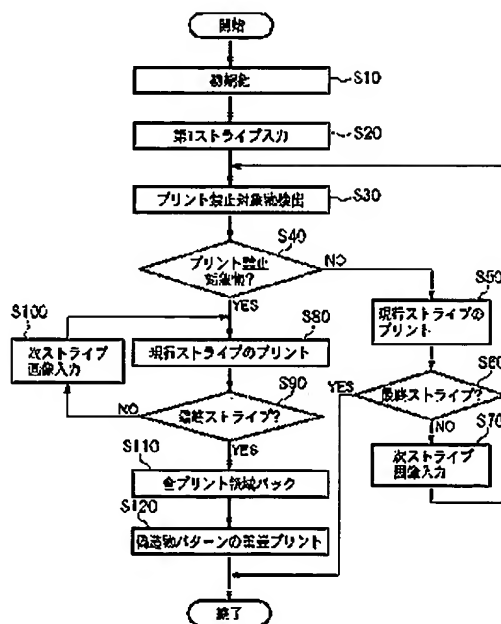 開始
初期化
S10
第1ストライプ入力
S20
プリント禁止対象物検出
S30
S40
プリント禁止
対象物?
NO
YES
S50
現行ストライプの
プリント
S100
次ストライプ
画像入力
S80
現行ストライプのプリント
S60
最終ストライプ?
YES
NO
S90
最終ストライプ?
NO
YES
S70
次ストライプ
画像入力
S110
全プリント領域バック
S120
偽造物パターンの重畳プリント
終了